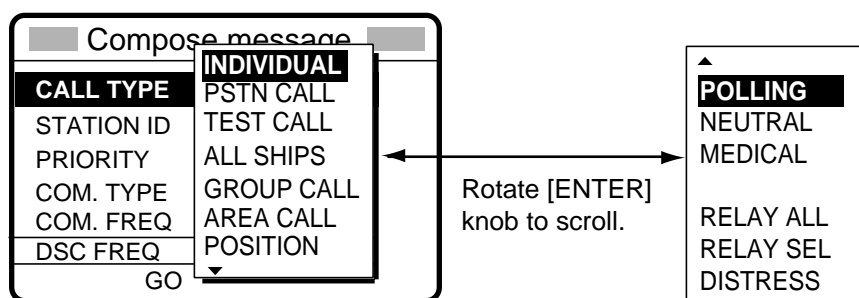 Compose message
CALL TYPE
STATION ID
PRIORITY
COM. TYPE
COM. FREQ
DSC FREQ
GO
INDIVIDUAL
PSTN CALL
TEST CALL
ALL SHIPS
GROUP CALL
AREA CALL
POSITION
Rotate [ENTER]
knob to scroll.
POLLING
NEUTRAL
MEDICAL
RELAY ALL
RELAY SEL
DISTRESS